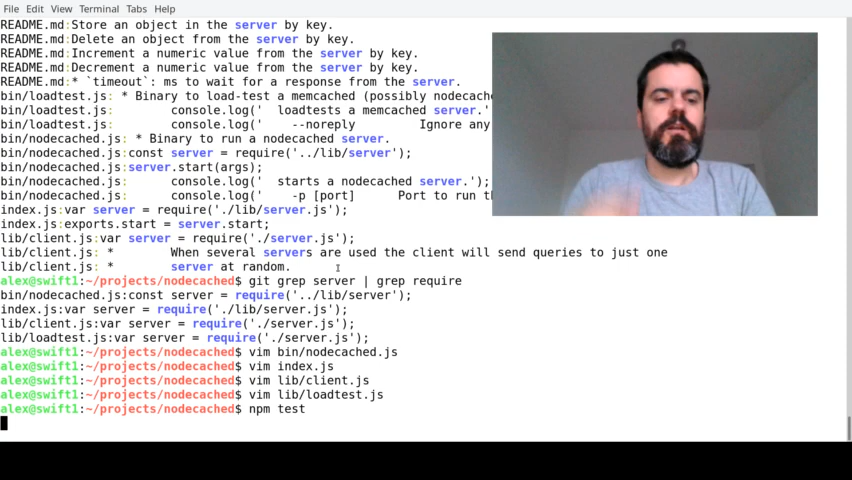 File Edit View Terminal Tabs Help
README.md:Store an object in the server by key.
README.md:Delete an object from the server by key.
README.md:Increment a numeric value from the server by key.
README.md:Decrement a numeric value from the server by key.
README.md:* `timeout`: ms to wait for a response from the server.
bin/loadtest.js: * Binary to load-test a memcached (possibly nodecache
bin/loadtest.js:        console.log('  loadtests a memcached server.'
bin/loadtest.js:        console.log('    --noreply        Ignore any
bin/nodecached.js: * Binary to run a nodecached server.
bin/nodecached.js:const server = require('../lib/server');
bin/nodecached.js:server.start(args);
bin/nodecached.js:      console.log('  starts a nodecached server.');
bin/nodecached.js:      console.log('    -p [port]      Port to run th
index.js:var server = require('./lib/server.js');
index.js:exports.start = server.start;
lib/client.js:var server = require('./server.js');
lib/client.js: *        When several servers are used the client will send queries to just one
lib/client.js: *        server at random.
alex@swift1:~/projects/nodecached$ git grep server | grep require
bin/nodecached.js:const server = require('../lib/server');
index.js:var server = require('./lib/server.js');
lib/client.js:var server = require('./server.js');
lib/loadtest.js:var server = require('./server.js');
alex@swift1:~/projects/nodecached$ vim bin/nodecached.js
alex@swift1:~/projects/nodecached$ vim index.js
alex@swift1:~/projects/nodecached$ vim lib/client.js
alex@swift1:~/projects/nodecached$ vim lib/loadtest.js
alex@swift1:~/projects/nodecached$ npm test